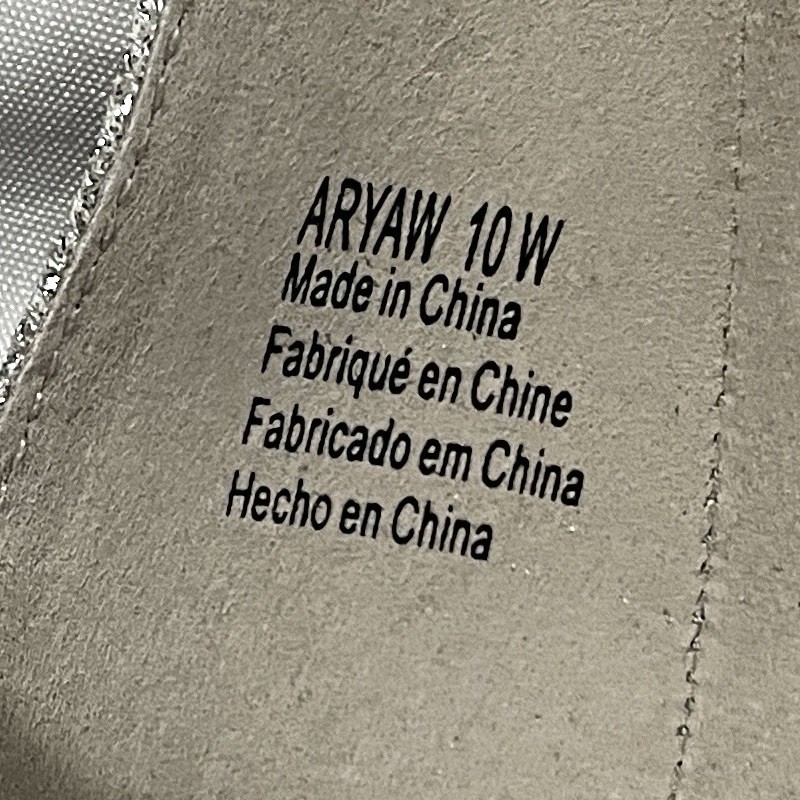 ARYAW 10 W
Made in China
Fabriqué en Chine
Fabricado em China
Hecho en China